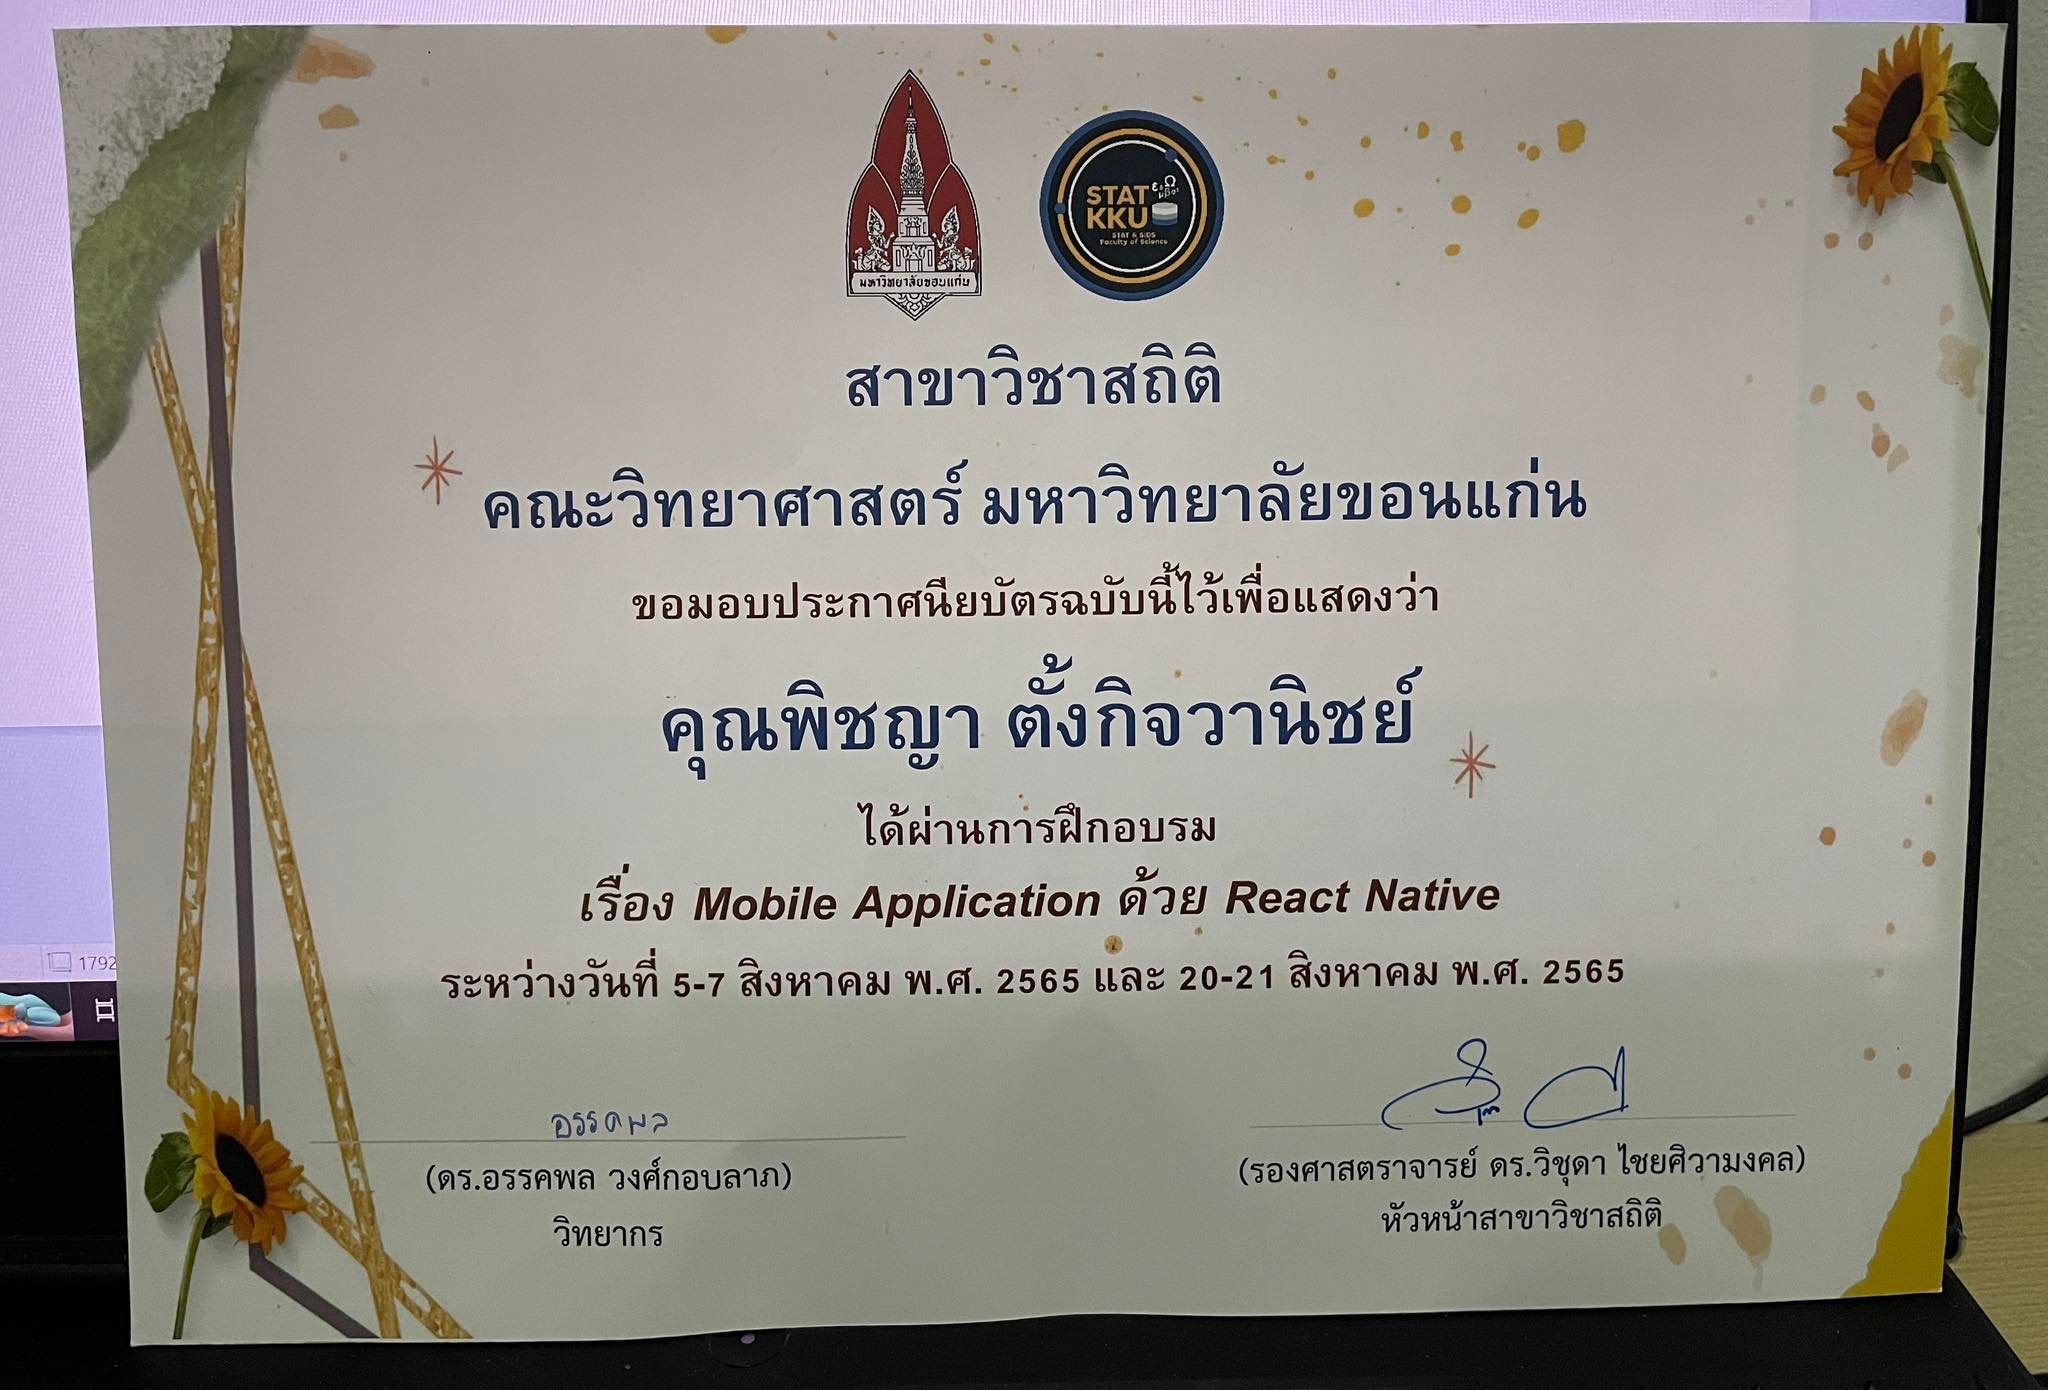 มหาวิทยาลัยขอนแก่น
STAT
KKU
STAT & SIDS
Faculty of Science
สาขาวิชาสถิติ
คณะวิทยาศาสตร์ มหาวิทยาลัยขอนแก่น
ขอมอบประกาศนียบัตรฉบับนี้ไว้เพื่อแสดงว่า
คุณพิชญา ตั้งกิจวานิชย์
ได้ผ่านการฝึกอบรม
เรื่อง Mobile Application ด้วย React Native
ระหว่างวันที่ 5-7 สิงหาคม พ.ศ. 2565 และ 20-21 สิงหาคม พ.ศ. 2565
อรรคพล
(ดร.อรรคพล วงศ์กอบลาภ)
วิทยากร
(รองศาสตราจารย์ ดร.วิชุดา ไชยศิวามงคล)
หัวหน้าสาขาวิชาสถิติ
1792